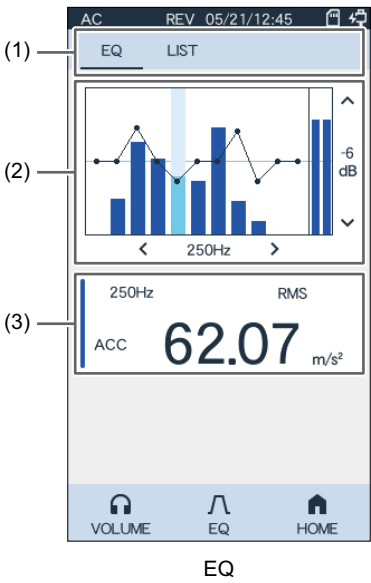 AC REV 05/21/12:45
(1) EQ LIST
(2) -6 dB
250Hz
(3) 250Hz RMS
ACC 62.07 m/s²
VOLUME EQ HOME
EQ